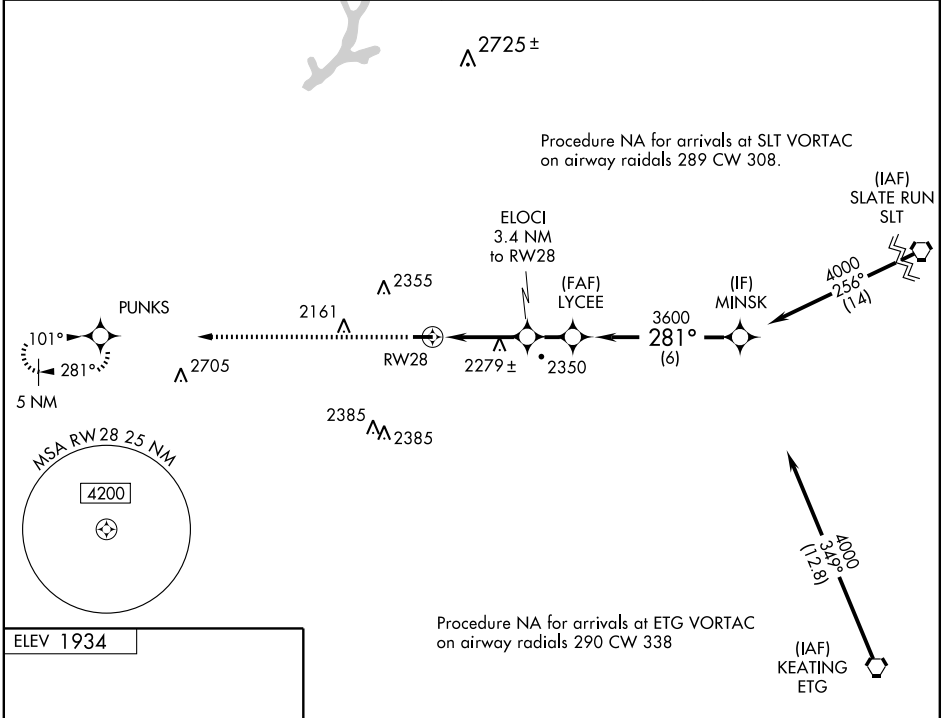 2725 ±
Procedure NA for arrivals at SLT VORTAC
on airway raidals 289 CW 308.
(IAF)
SLATE RUN
SLT
4000
256°
(14)
ELOCI
3.4 NM
to RW28
(FAF)
LYCEE
(IF)
MINSK
3600
281°
(6)
2355
2161
PUNKS
101°
281°
5 NM
2705
RW28
2279 ±
2350
2385
2385
MSA RW28 25 NM
4200
4000
349°
(12.8)
Procedure NA for arrivals at ETG VORTAC
on airway radials 290 CW 338
(IAF)
KEATING
ETG
ELEV 1934